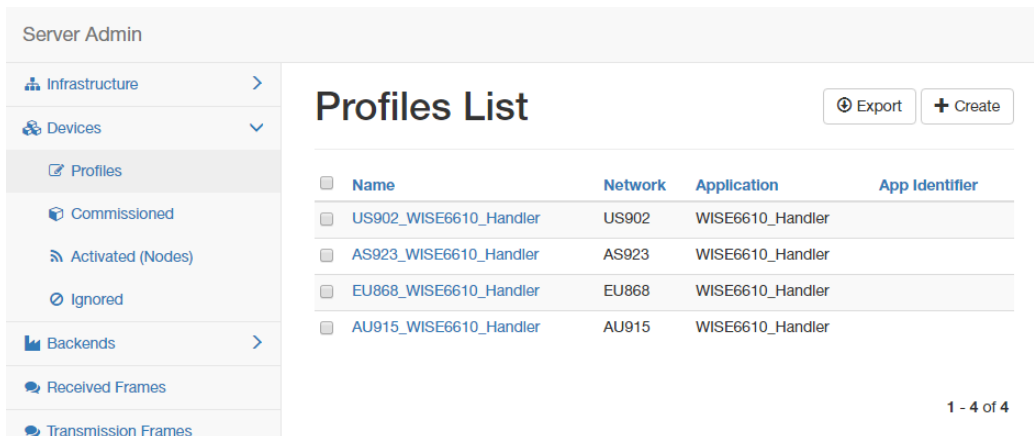 Server Admin
Infrastructure
Devices
Profiles
Commissioned
Activated (Nodes)
Ignored
Backends
Received Frames
Transmission Frames
Profiles List
Export
Create
Name Network Application App Identifier
US902_WISE6610_Handler US902 WISE6610_Handler
AS923_WISE6610_Handler AS923 WISE6610_Handler
EU868_WISE6610_Handler EU868 WISE6610_Handler
AU915_WISE6610_Handler AU915 WISE6610_Handler
1 - 4 of 4